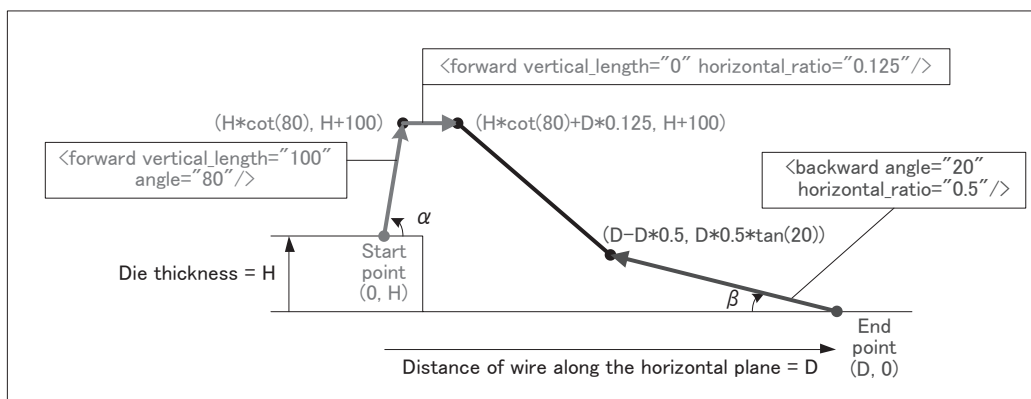 <forward vertical_length="0" horizontal_ratio="0.125"/>
(H*cot(80), H+100)
(H*cot(80)+D*0.125, H+100)
<forward vertical_length="100"
angle="80"/>
<backward angle="20"
horizontal_ratio="0.5"/>
α
(D-D*0.5, D*0.5*tan(20))
Start
point
(0, H)
Die thickness = H
β
End
point
(D, 0)
Distance of wire along the horizontal plane = D